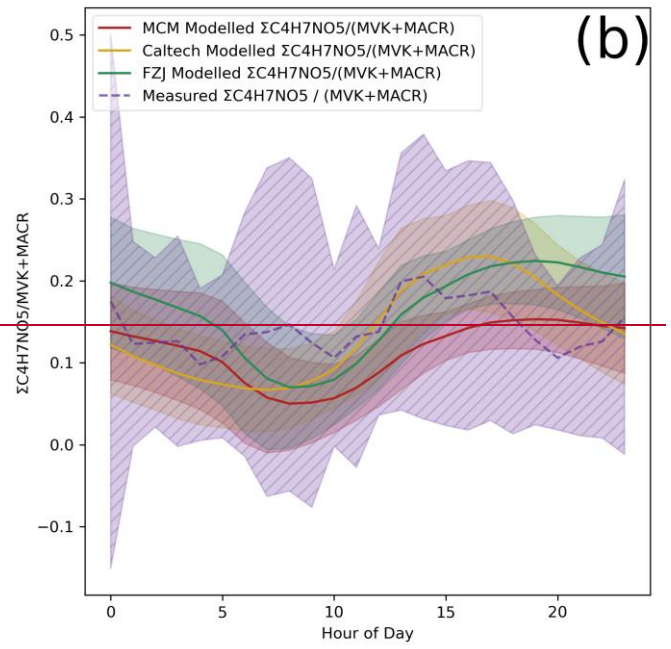 (b)
MCM Modelled ΣC4H7NO5/(MVK+MACR)
Caltech Modelled ΣC4H7NO5/(MVK+MACR)
FZJ Modelled ΣC4H7NO5/(MVK+MACR)
Measured ΣC4H7NO5 / (MVK+MACR)
0.5
0.4
0.3
0.2
0.1
0.0
−0.1
ΣC4H7NO5/MVK+MACR
0 5 10 15 20
Hour of Day